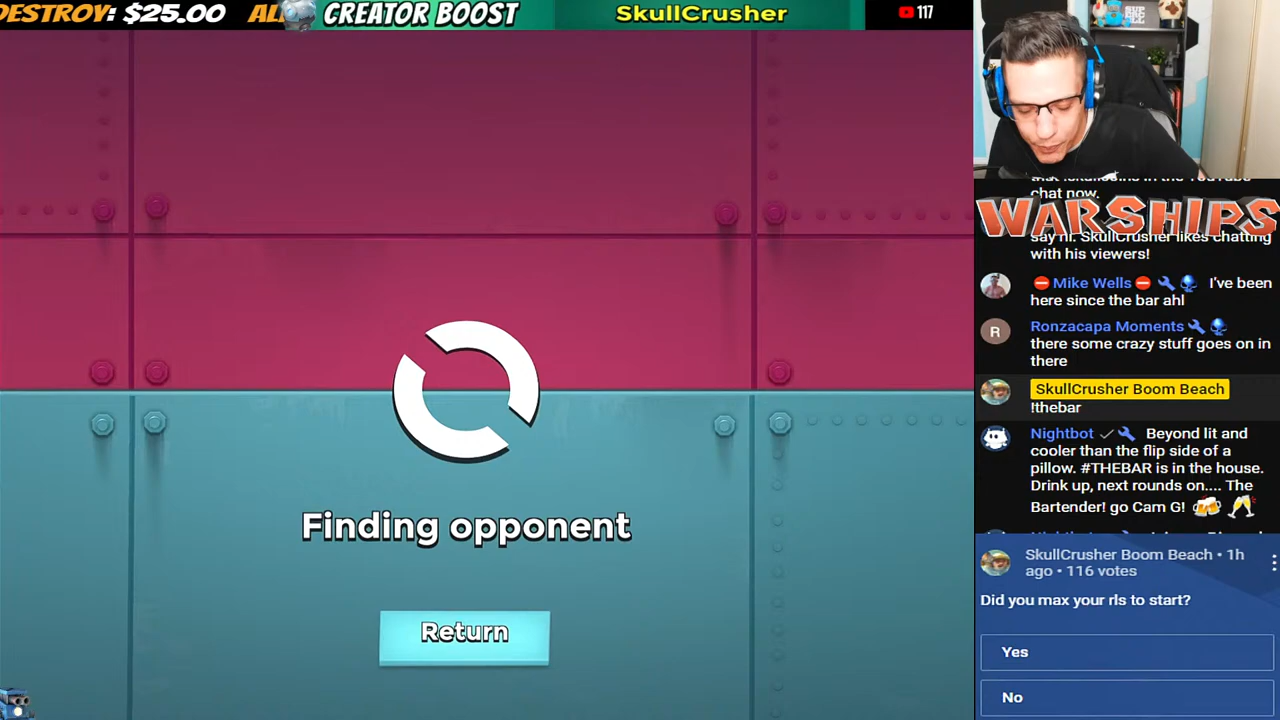 DESTROY: $25.00
CREATOR BOOST
SkullCrusher
117
chat now.
WARSHIPS
say hi. SkullCrusher likes chatting
with his viewers!
Mike Wells I've been
here since the bar ahl
Ronzacapa Moments
there some crazy stuff goes on in
there
SkullCrusher Boom Beach
!thebar
Nightbot Beyond lit and
cooler than the flip side of a
pillow. #THEBAR is in the house.
Drink up, next rounds on.... The
Bartender! go Cam G!
SkullCrusher Boom Beach • 1h
ago • 116 votes
Did you max your rls to start?
Yes
No
Finding opponent
Return
R